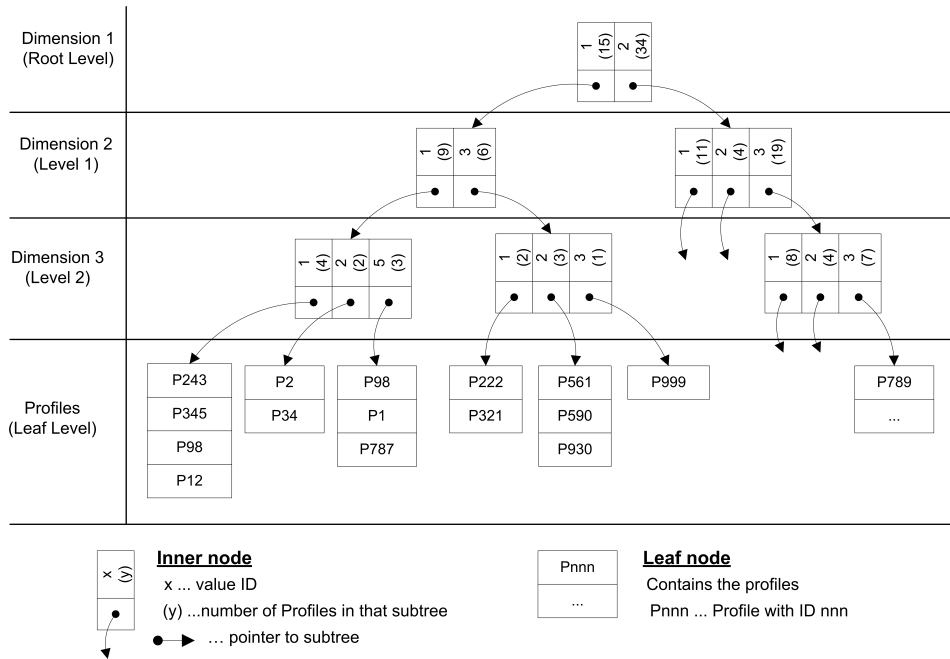 Dimension 1
(Root Level)
1 (15) 2 (34)
Dimension 2
(Level 1)
1 (9) 3 (6)
1 (11) 2 (4) 3 (19)
Dimension 3
(Level 2)
1 (4) 2 (2) 5 (3)
1 (2) 2 (3) 3 (1)
1 (8) 2 (4) 3 (7)
Profiles
(Leaf Level)
P243
P345
P98
P12
P2
P34
P98
P1
P787
P222
P321
P561
P590
P930
P999
P789
...
x (y)
Inner node
x ... value ID
(y) ...number of Profiles in that subtree
... pointer to subtree
Pnnn
...
Leaf node
Contains the profiles
Pnnn ... Profile with ID nnn